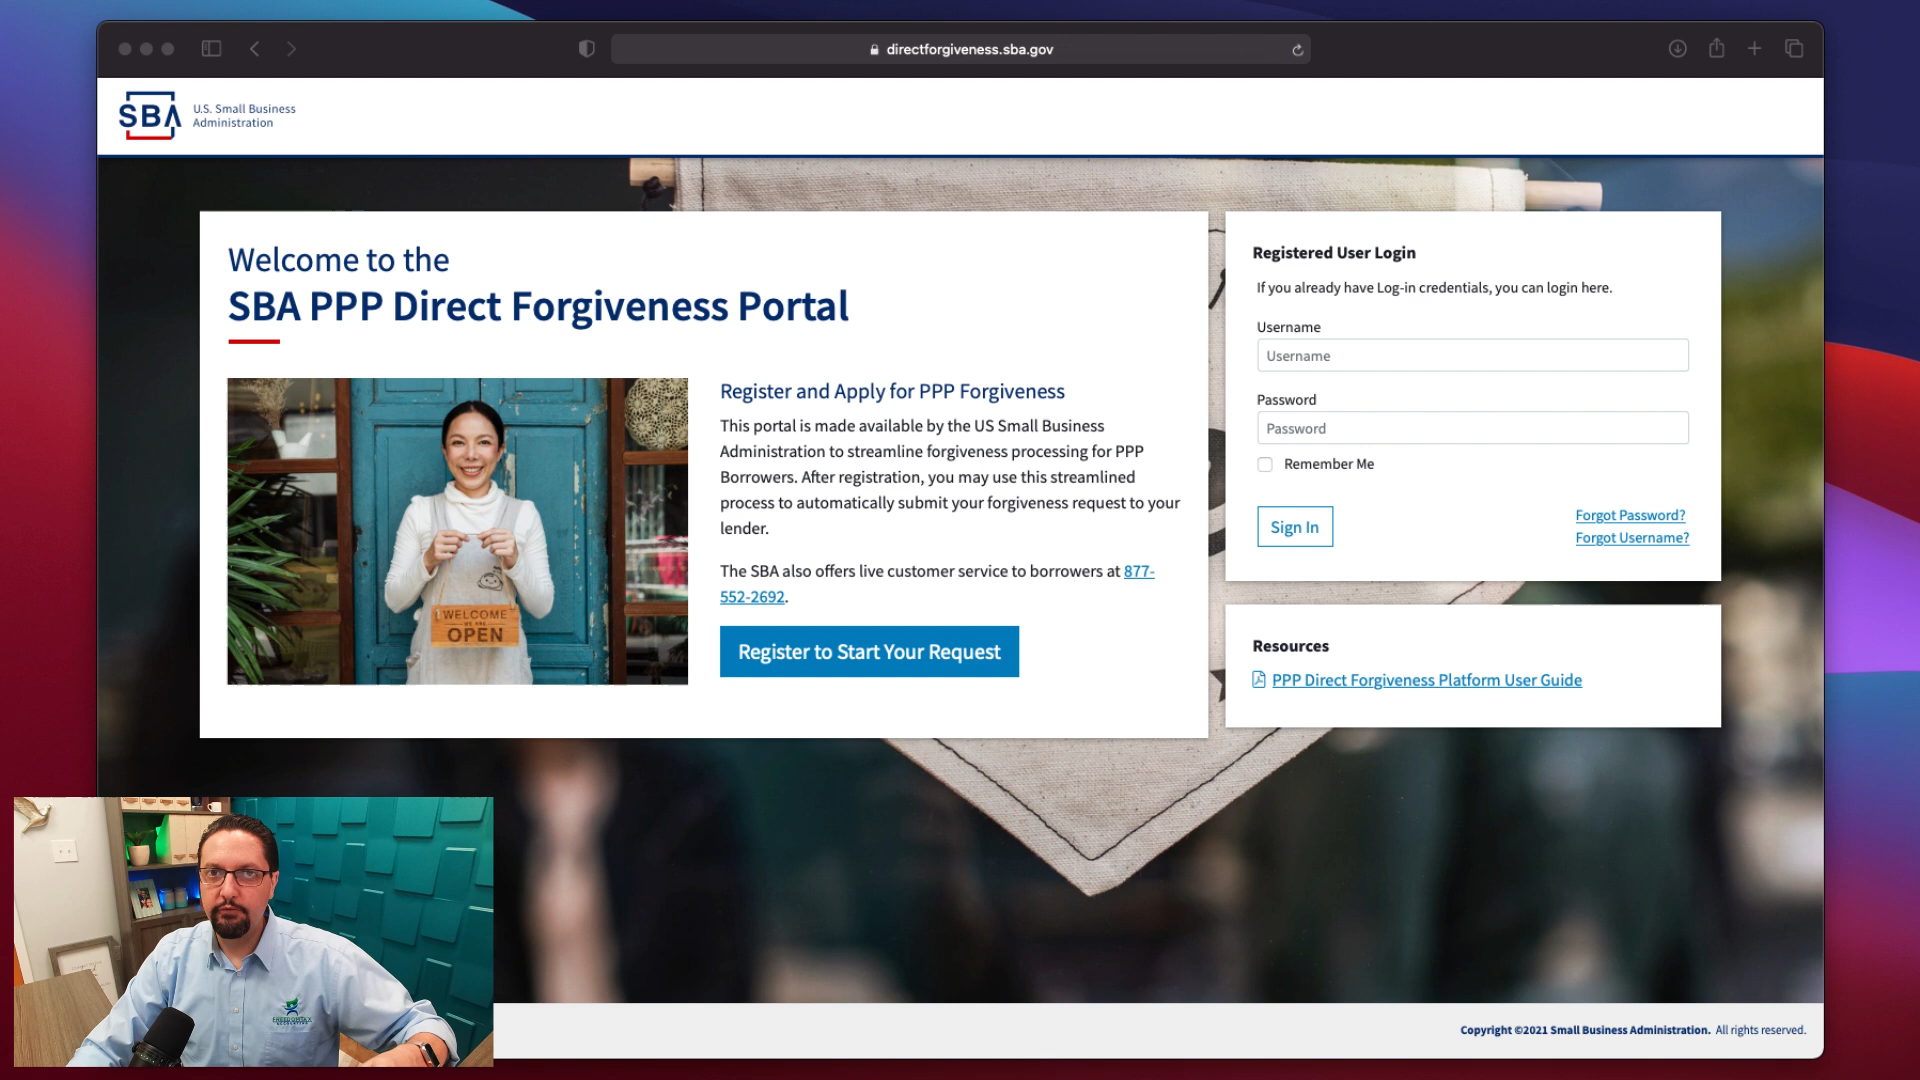 directforgiveness.sba.gov
SBA
U.S. Small Business
Administration
Welcome to the
SBA PPP Direct Forgiveness Portal
WELCOME
WE ARE
OPEN
Register and Apply for PPP Forgiveness
This portal is made available by the US Small Business
Administration to streamline forgiveness processing for PPP
Borrowers. After registration, you may use this streamlined
process to automatically submit your forgiveness request to your
lender.
The SBA also offers live customer service to borrowers at 877-
552-2692.
Register to Start Your Request
Registered User Login
If you already have Log-in credentials, you can login here.
Username
Username
Password
Password
Remember Me
Sign In
Forgot Password?
Forgot Username?
Resources
PPP Direct Forgiveness Platform User Guide
FREEDOMTAX
ACCOUNTING
Copyright ©2021 Small Business Administration. All rights reserved.